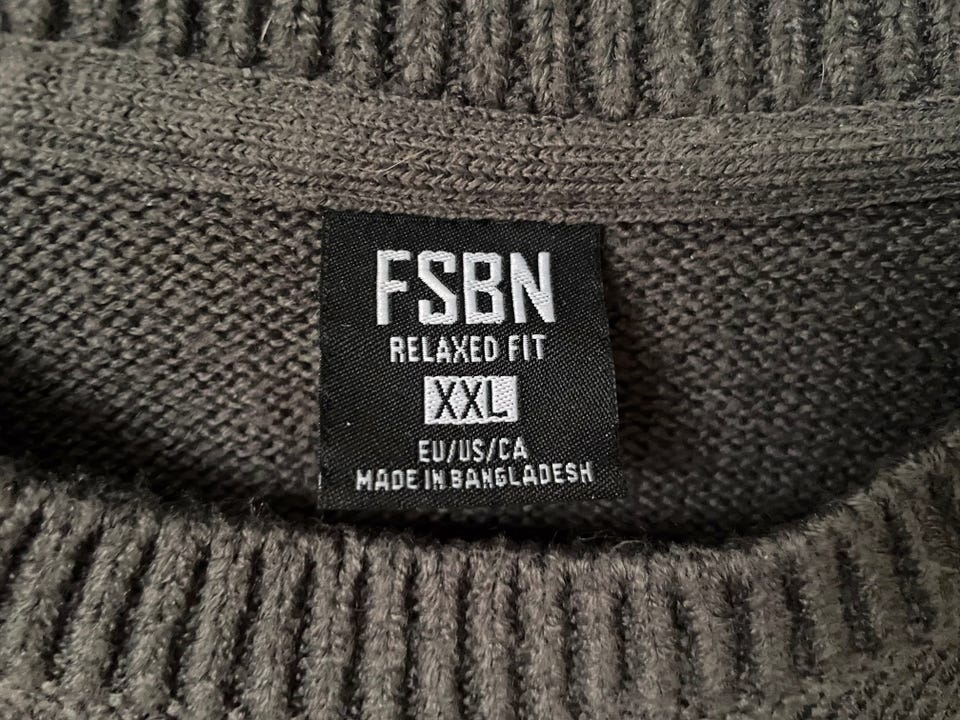 FSBN
RELAXED FIT
XXL
EU/US/CA
MADE IN BANGLADESH